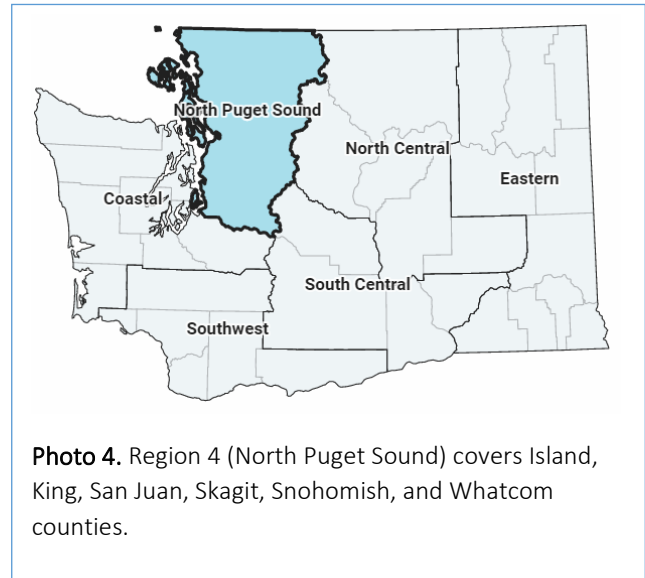 North Puget Sound
North Central
Eastern
Coastal
South Central
Southwest
Photo 4. Region 4 (North Puget Sound) covers Island,
King, San Juan, Skagit, Snohomish, and Whatcom
counties.